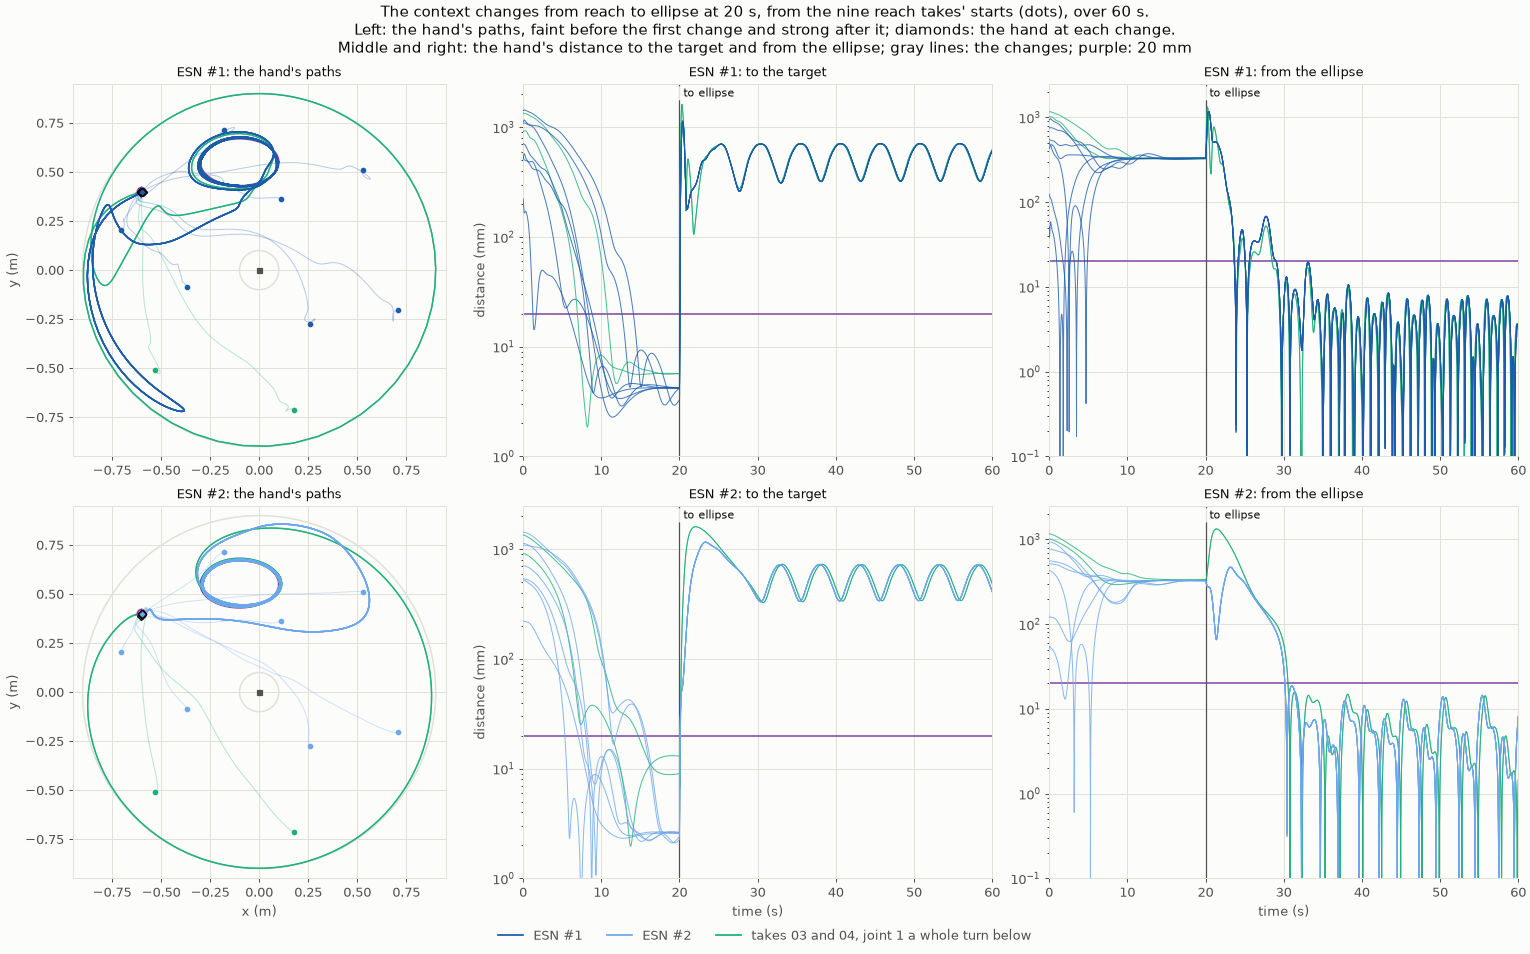 The context changes from reach to ellipse at 20 s, from the nine reach takes' starts (dots), over 60 s.
Left: the hand's paths, faint before the first change and strong after it; diamonds: the hand at each change.
Middle and right: the hand's distance to the target and from the ellipse; gray lines: the changes; purple: 20 mm
ESN #1: the hand's paths
y (m)
0.75
0.50
0.25
0.00
−0.25
−0.50
−0.75
−0.75 −0.50 −0.25 0.00 0.25 0.50 0.75
ESN #1: to the target
to ellipse
distance (mm)
10³
10²
10¹
10⁰
0 10 20 30 40 50 60
ESN #1: from the ellipse
to ellipse
10³
10²
10¹
10⁰
10⁻¹
0 10 20 30 40 50 60
ESN #2: the hand's paths
y (m)
0.75
0.50
0.25
0.00
−0.25
−0.50
−0.75
−0.75 −0.50 −0.25 0.00 0.25 0.50 0.75
x (m)
ESN #2: to the target
to ellipse
distance (mm)
10³
10²
10¹
10⁰
0 10 20 30 40 50 60
time (s)
ESN #2: from the ellipse
to ellipse
10³
10²
10¹
10⁰
10⁻¹
0 10 20 30 40 50 60
time (s)
ESN #1 ESN #2 takes 03 and 04, joint 1 a whole turn below